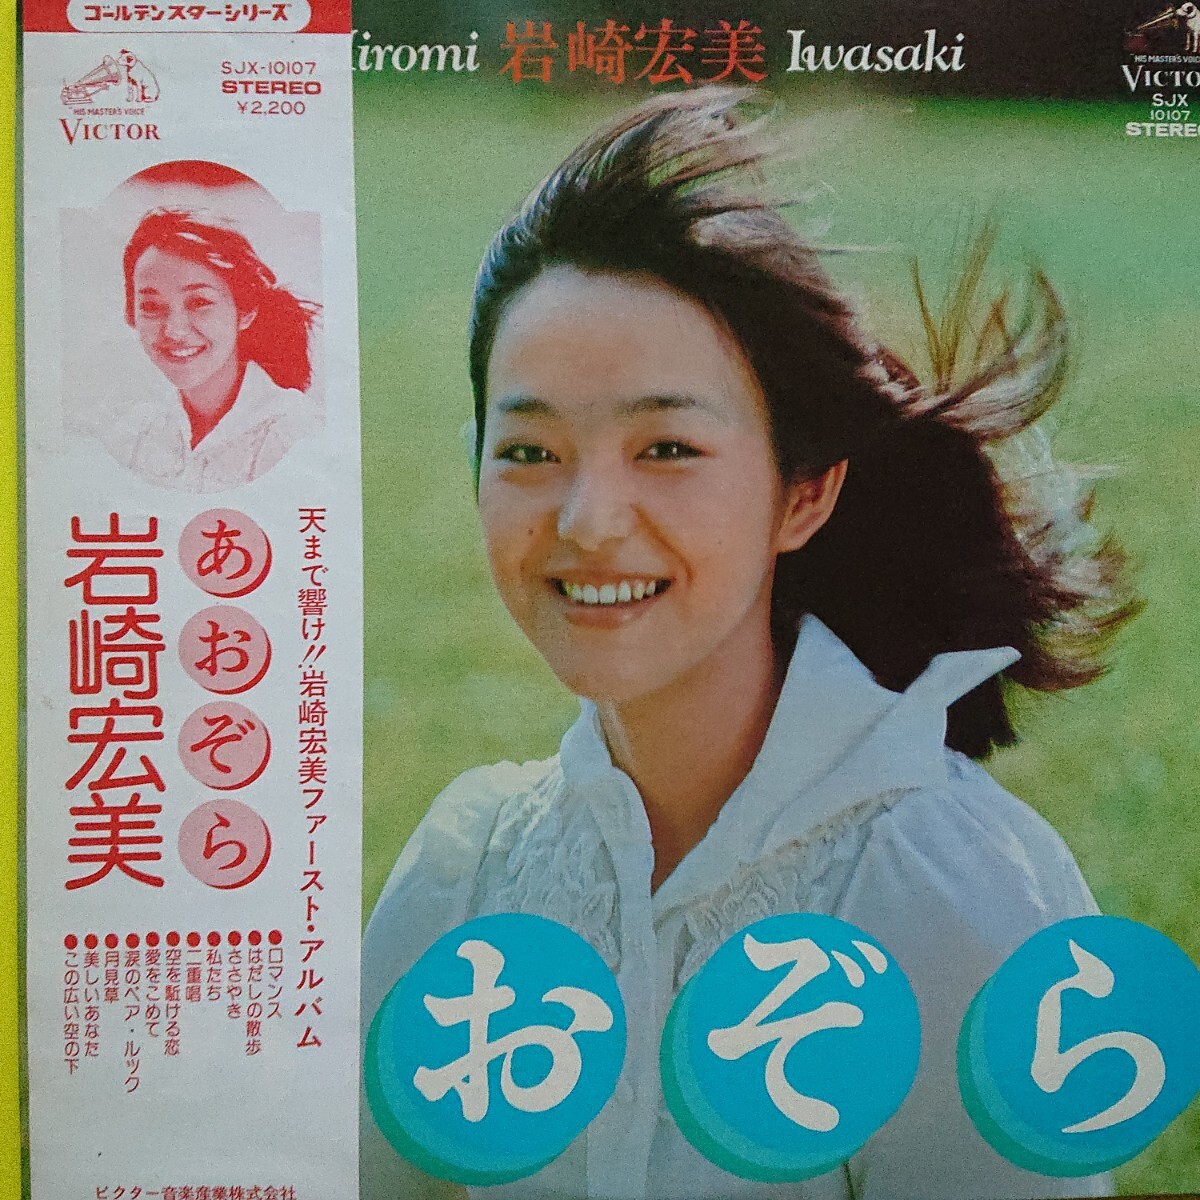 ゴールデンスターシリーズ
HIS MASTER'S VOICE
VICTOR
SJX-10107
STEREO
¥2,200
天まで響け!!岩崎宏美ファースト・アルバム
あおぞら
岩崎宏美
●ロマンス
●はだしの散歩
●ささやき
●私たち
●二重唱
●空を駈ける恋
●愛をこめて
●涙のペア・ルック
●月見草
●美しいあなた
●この広い空の下
ビクター音楽産業株式会社
iromi 岩崎宏美 Iwasaki
HIS MASTER'S VOICE
VICTO
SJX
10107
STERE
おぞら